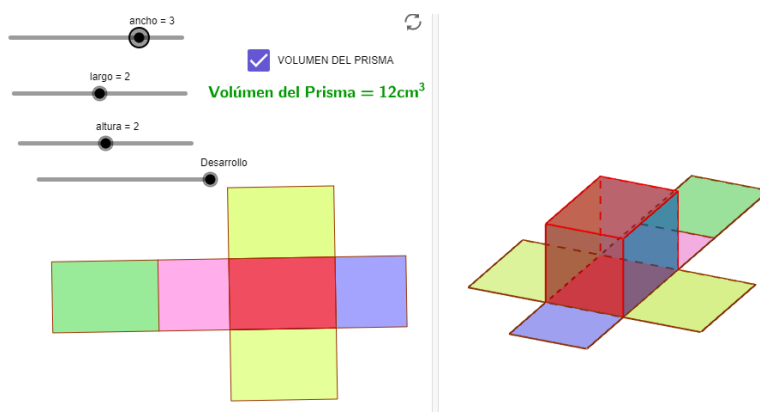 ancho = 3
VOLUMEN DEL PRISMA
largo = 2
Volúmen del Prisma = 12cm³
altura = 2
Desarrollo